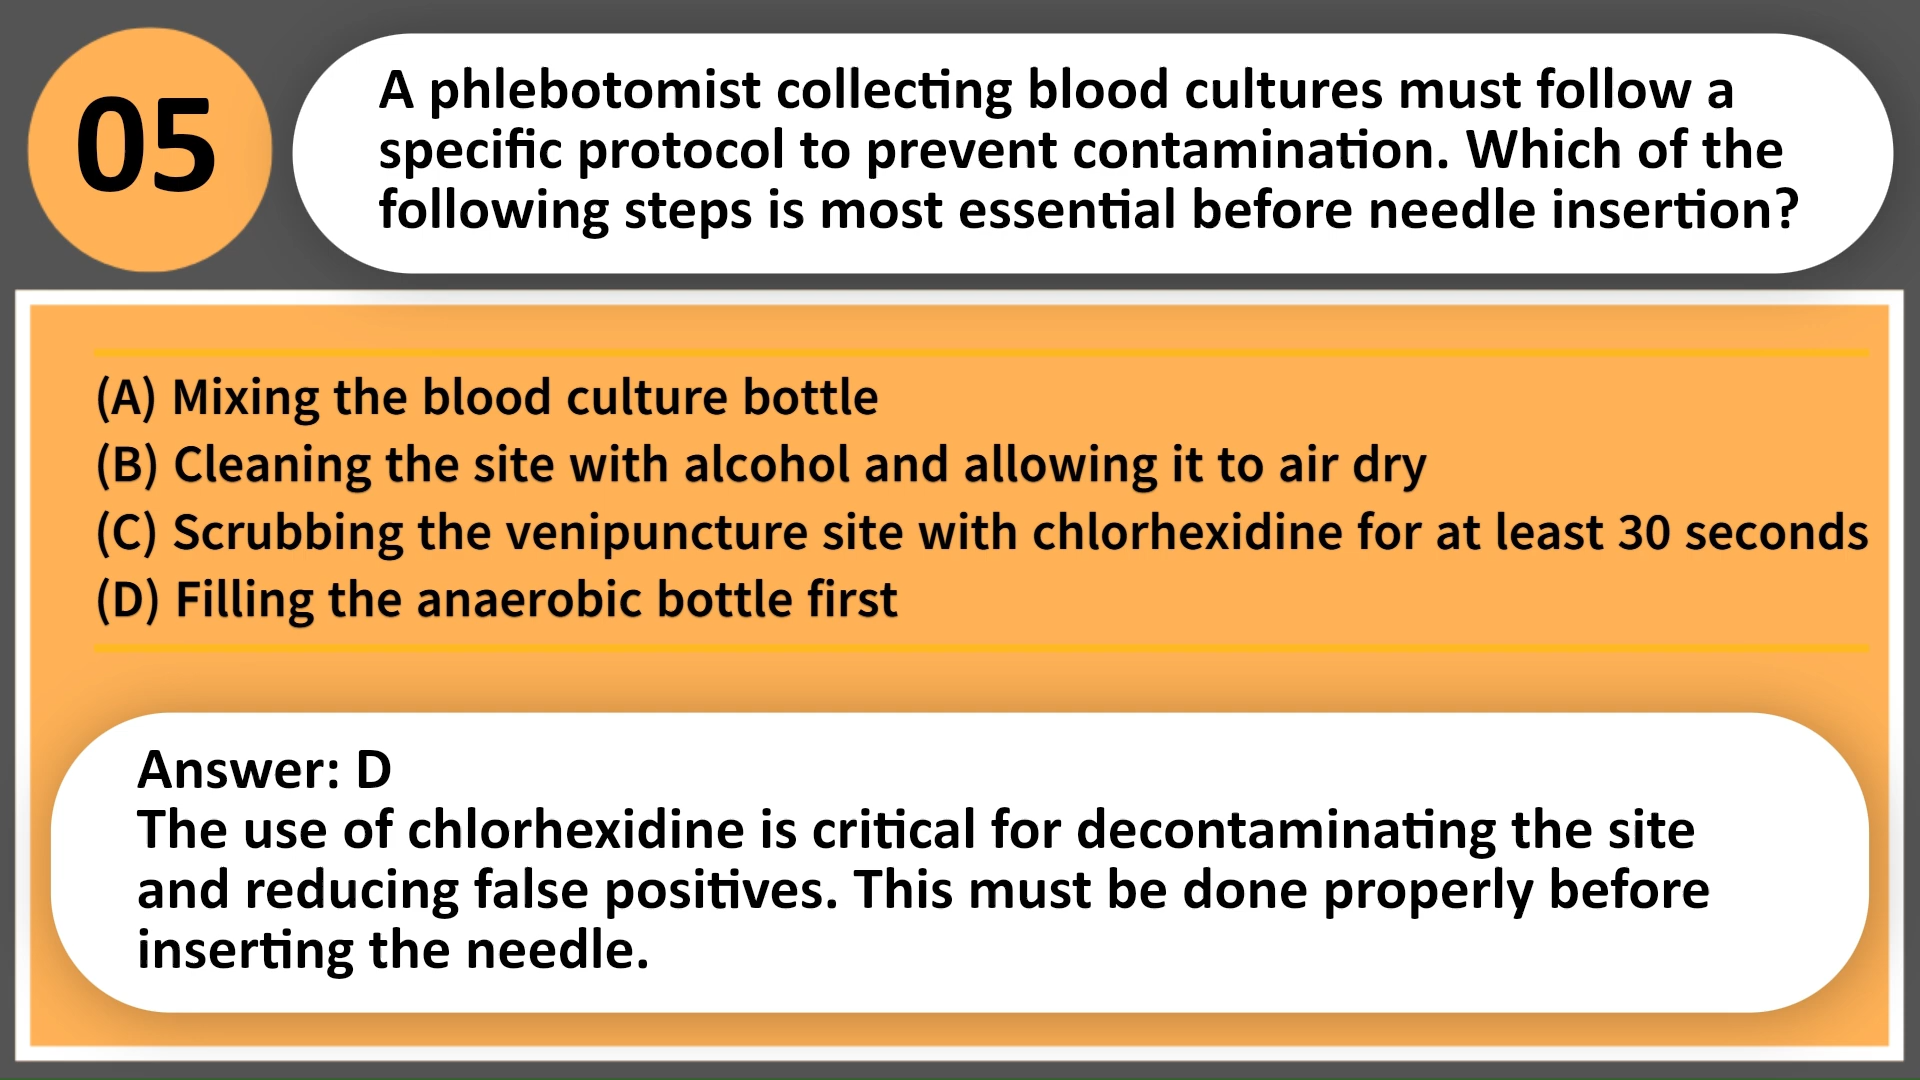 05
A phlebotomist collecting blood cultures must follow a
specific protocol to prevent contamination. Which of the
following steps is most essential before needle insertion?
(A) Mixing the blood culture bottle
(B) Cleaning the site with alcohol and allowing it to air dry
(C) Scrubbing the venipuncture site with chlorhexidine for at least 30 seconds
(D) Filling the anaerobic bottle first
Answer: D
The use of chlorhexidine is critical for decontaminating the site
and reducing false positives. This must be done properly before
inserting the needle.